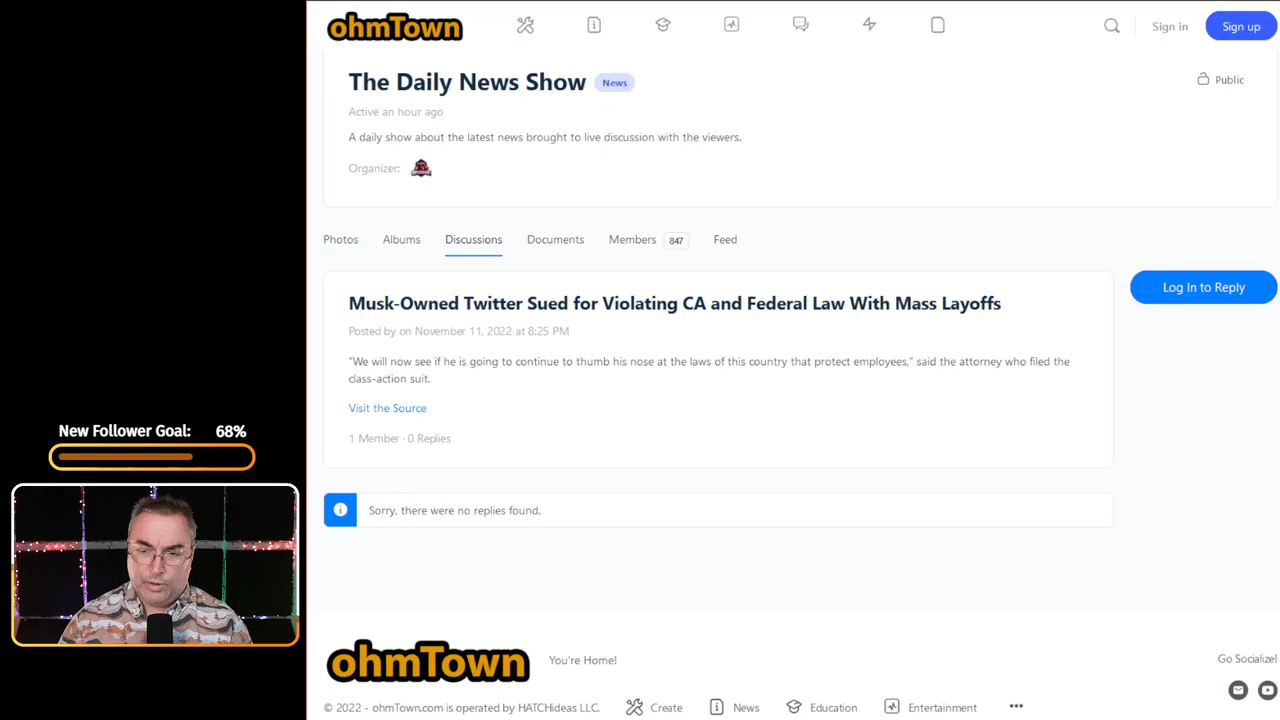 ohmTown
Sign in
Sign up
The Daily News Show
News
Public
Active an hour ago
A daily show about the latest news brought to live discussion with the viewers.
Organizer:
Photos
Albums
Discussions
Documents
Members
847
Feed
Musk-Owned Twitter Sued for Violating CA and Federal Law With Mass Layoffs
Log In to Reply
Posted by on November 11, 2022 at 8:25 PM
"We will now see if he is going to continue to thumb his nose at the laws of this country that protect employees," said the attorney who filed the
class-action suit.
Visit the Source
1 Member · 0 Replies
New Follower Goal: 68%
Sorry, there were no replies found.
ohmTown
You're Home!
Go Socialize!
© 2022 - ohmTown.com is operated by HATCHideas LLC.
Create
News
Education
Entertainment